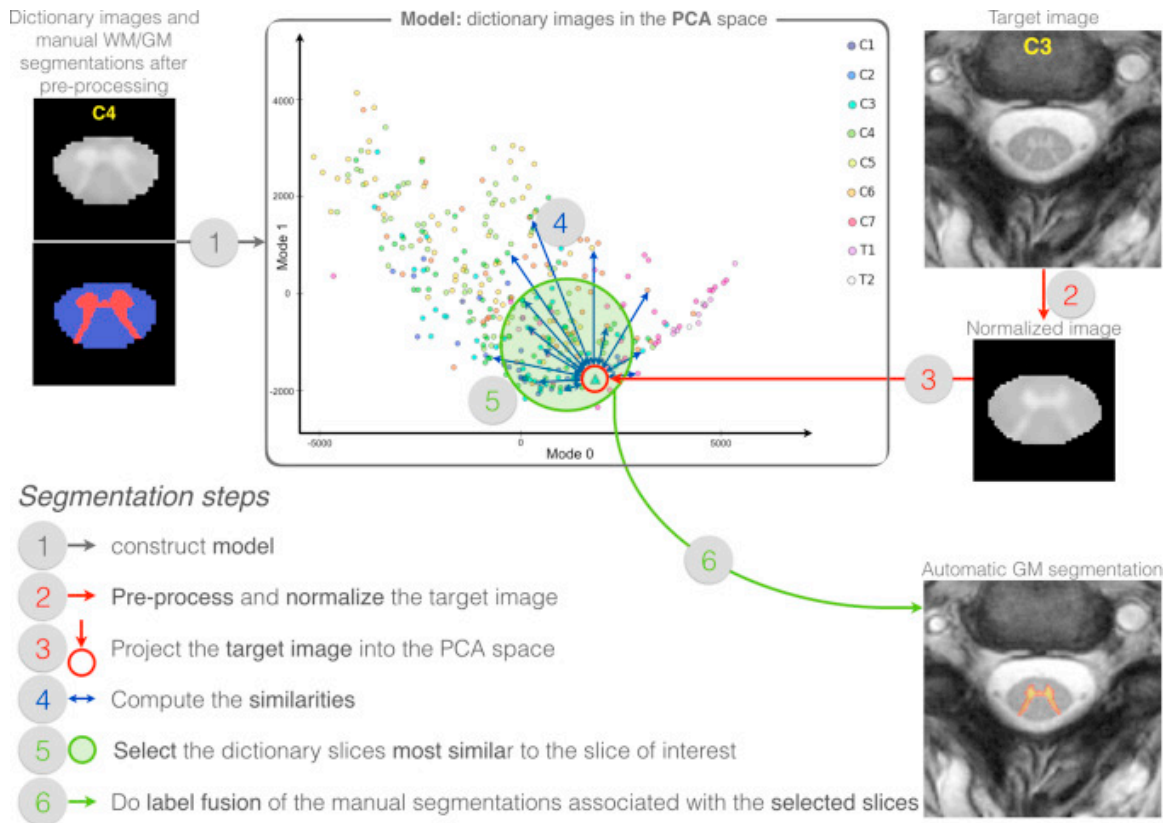 Dictionary images and
manual WM/GM
segmentations after
pre-processing
C4
1
Model: dictionary images in the PCA space
4000
2000
0
-2000
Mode 1
-5000
0
5000
Mode 0
C1
C2
C3
C4
C5
C6
C7
T1
T2
4
5
Target image
C3
2
Normalized image
3
6
Automatic GM segmentation
Segmentation steps
1 construct model
2 Pre-process and normalize the target image
3 Project the target image into the PCA space
4 Compute the similarities
5 Select the dictionary slices most similar to the slice of interest
6 Do label fusion of the manual segmentations associated with the selected slices